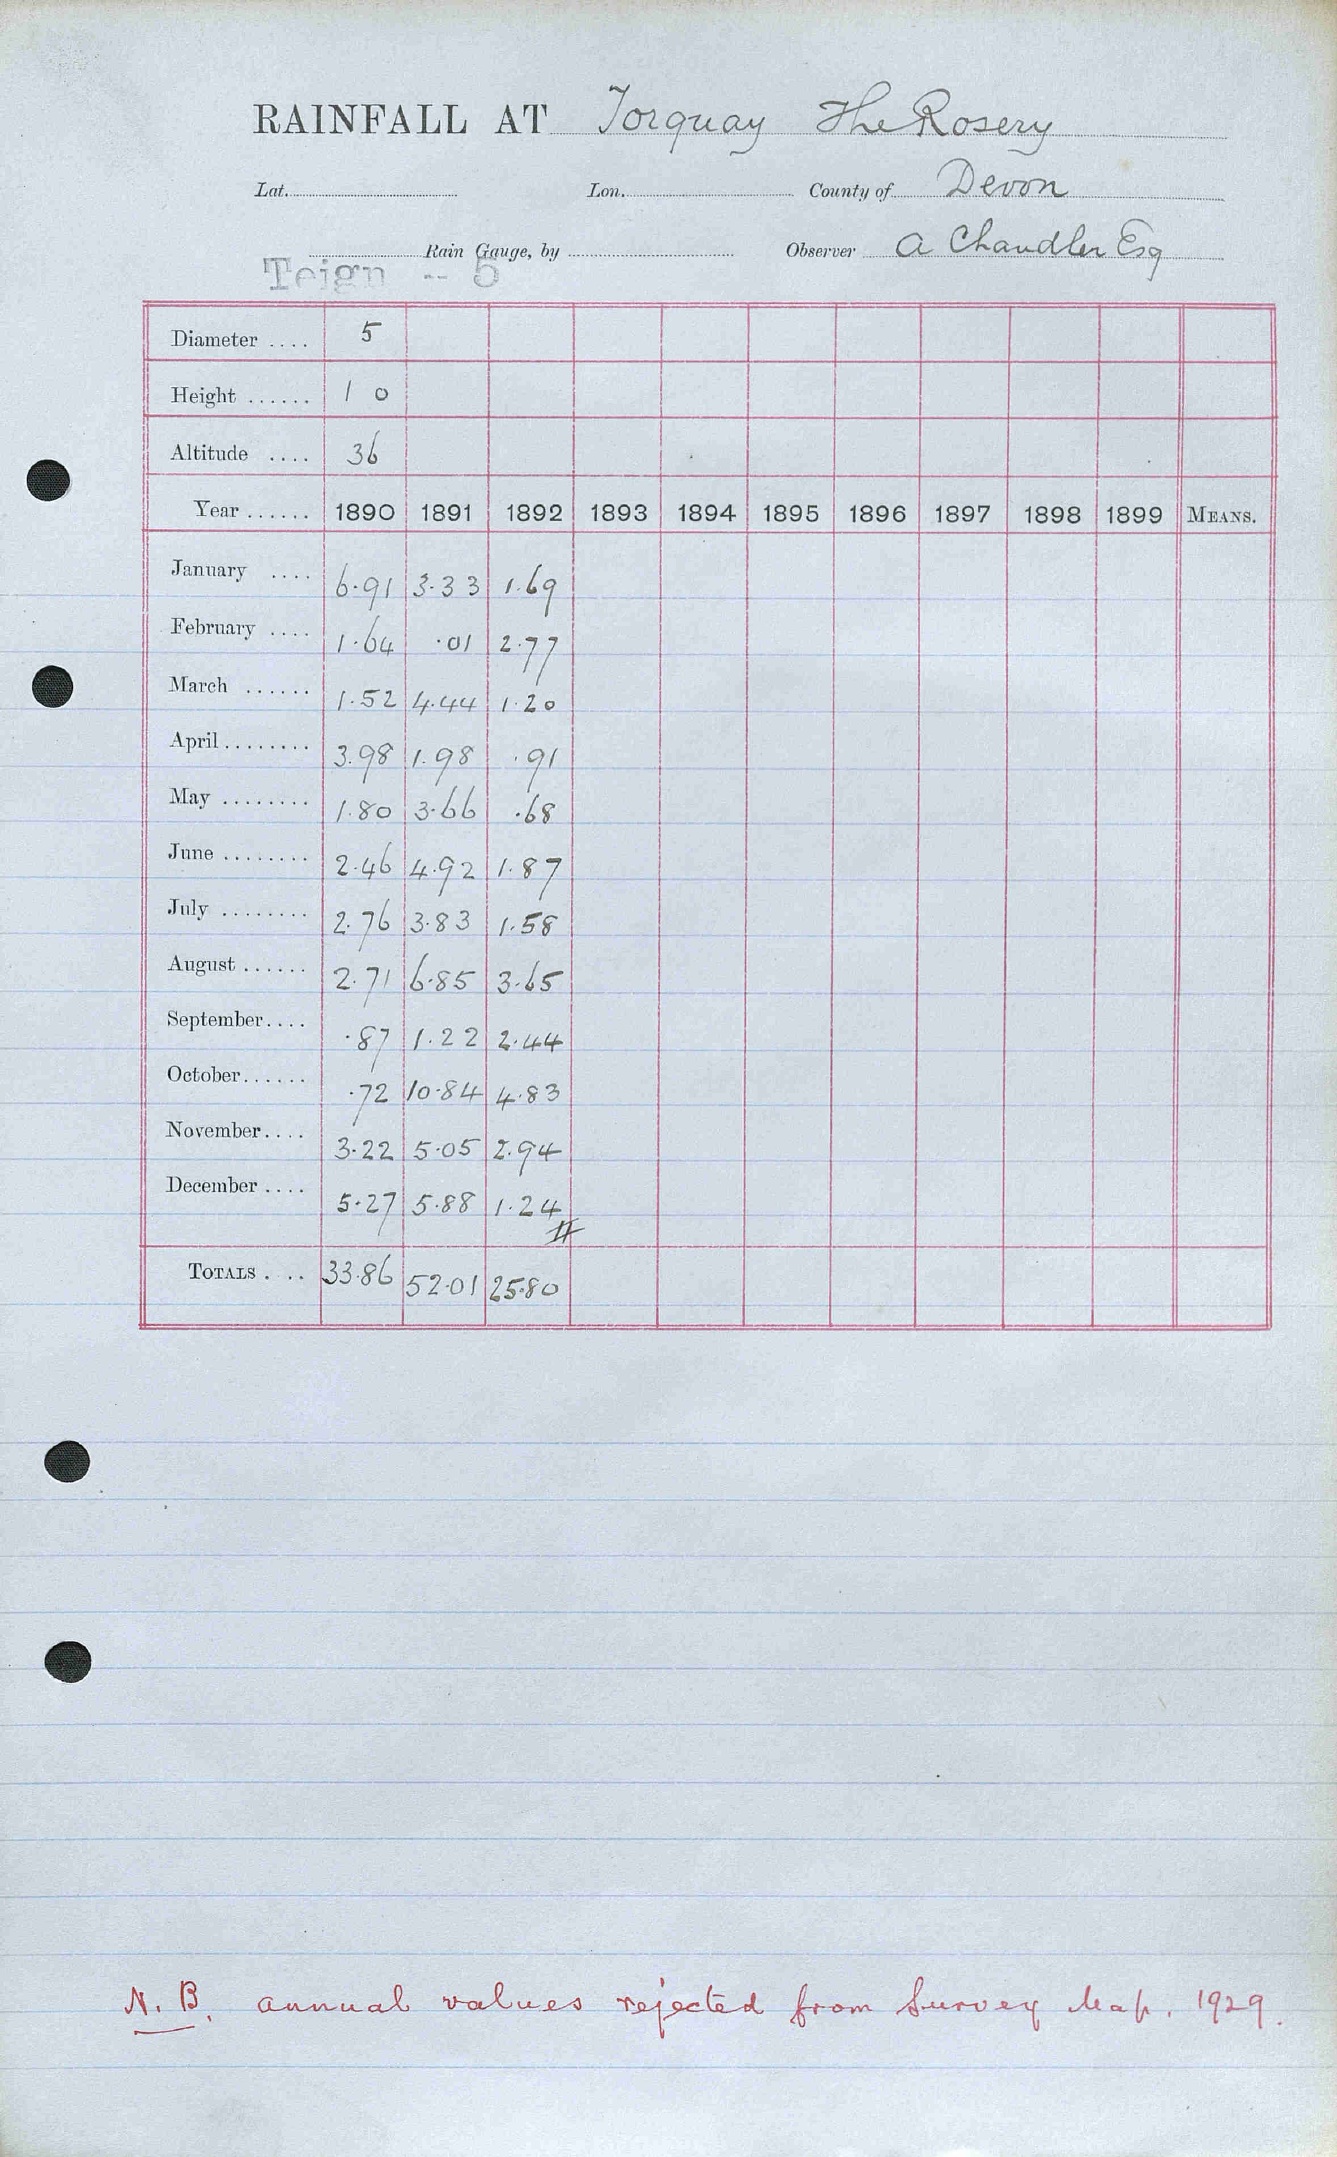 RAINFALL AT Torquay The Rosery
Lat. Lon. County of Devon
Rain Gauge, by Observer A Chandler Esq
Teign -- 5
Diameter .... 5
Height ...... 1 0
Altitude .... 36
Year ...... 1890 1891 1892 1893 1894 1895 1896 1897 1898 1899 MEANS.
January .... 6.91 3.33 1.69
February .... 1.64 .01 2.77
March ...... 1.52 4.44 1.20
April ........ 3.98 1.98 .91
May ........ 1.80 3.66 .68
June ........ 2.46 4.92 1.87
July ........ 2.76 3.83 1.58
August ...... 2.71 6.85 3.65
September .... .87 1.22 2.44
October ...... .72 10.84 4.83
November .... 3.22 5.05 2.94
December .... 5.27 5.88 1.24
#
TOTALS . ... 33.86 52.01 25.80
N.B. annual values rejected from Survey Map. 1929.